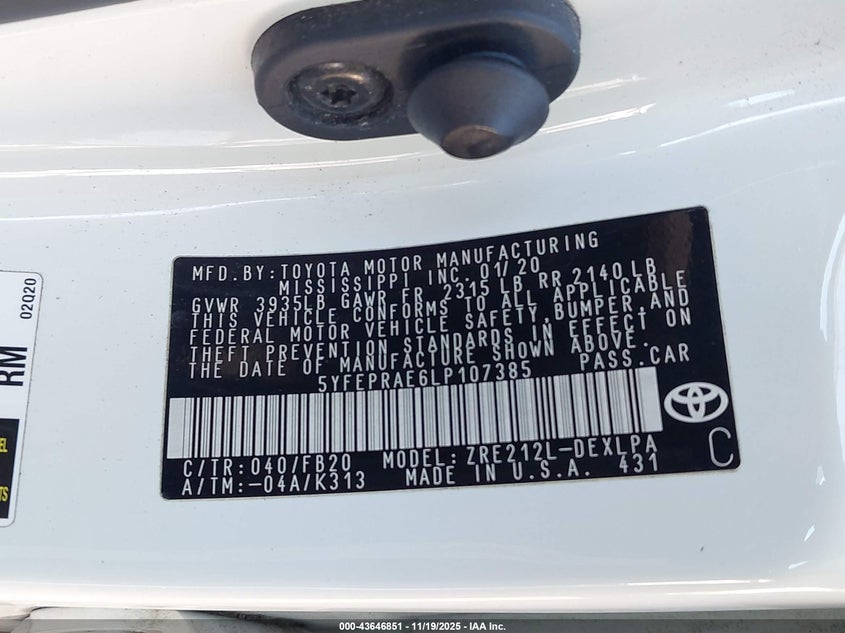 MFD. BY: TOYOTA MOTOR MANUFACTURING
MISSISSIPPI INC. 01/20
GVWR 3935LB GAWR FR 2315 LB RR 2140 LB
THIS VEHICLE CONFORMS TO ALL APPLICABLE
FEDERAL MOTOR VEHICLE SAFETY, BUMPER AND
THEFT PREVENTION STANDARDS IN EFFECT ON
THE DATE OF MANUFACTURE SHOWN ABOVE.
5YFEPRAE6LP107385 PASS.CAR
C/TR: 040/FB20 MODEL: ZRE212L-DEXLPA
A/TM:-04A/K313 MADE IN U.S.A. 431
C
02Q20
RM
000-43646851 | 11/19/2025 - IAA Inc.